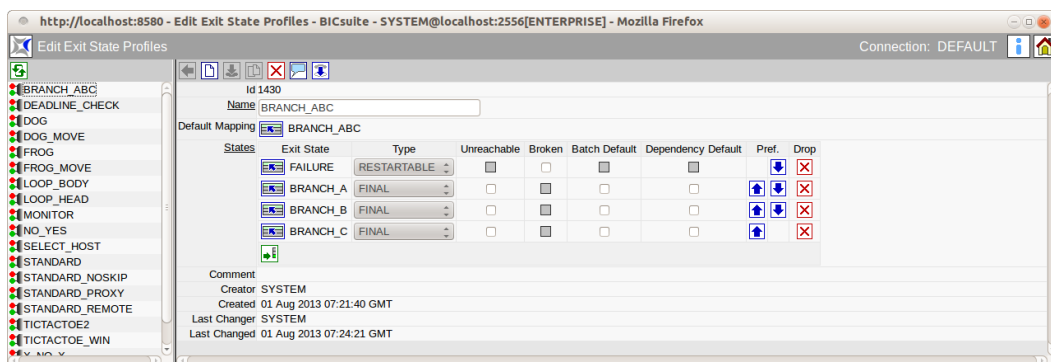 http://localhost:8580 - Edit Exit State Profiles - BICsuite - SYSTEM@localhost:2556[ENTERPRISE] - Mozilla Firefox
Edit Exit State Profiles
Connection: DEFAULT
BRANCH_ABC
DEADLINE_CHECK
DOG
DOG_MOVE
FROG
FROG_MOVE
LOOP_BODY
LOOP_HEAD
MONITOR
NO_YES
SELECT_HOST
STANDARD
STANDARD_NOSKIP
STANDARD_PROXY
STANDARD_REMOTE
TICTACTOE2
TICTACTOE_WIN
X_NO_X
Id 1430
Name BRANCH_ABC
Default Mapping BRANCH_ABC
States Exit State Type Unreachable Broken Batch Default Dependency Default Pref. Drop
FAILURE RESTARTABLE
BRANCH_A FINAL
BRANCH_B FINAL
BRANCH_C FINAL
Comment
Creator SYSTEM
Created 01 Aug 2013 07:21:40 GMT
Last Changer SYSTEM
Last Changed 01 Aug 2013 07:24:21 GMT